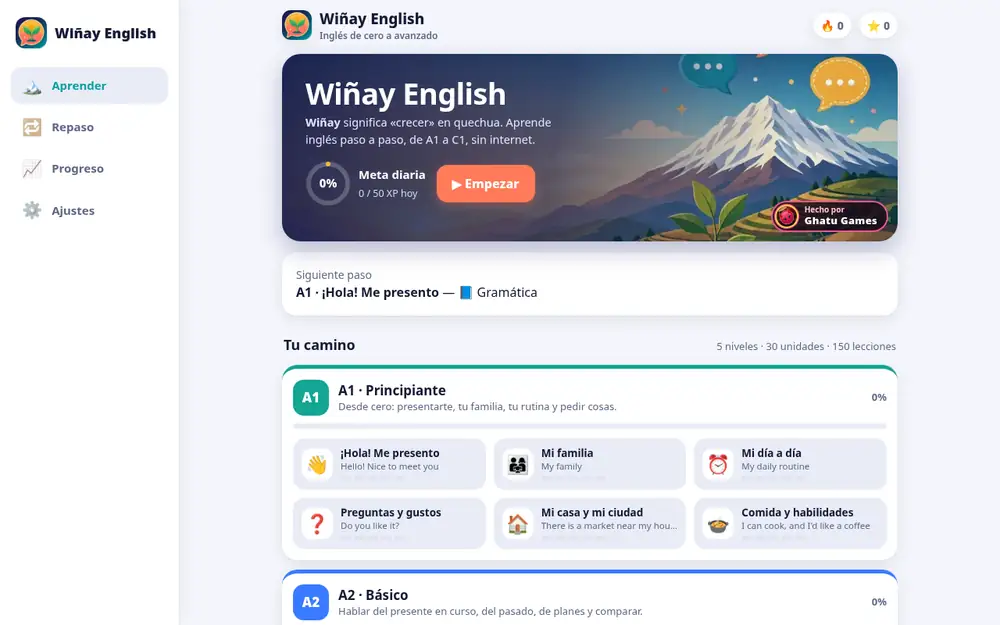 Wiñay English
Aprender
Repaso
Progreso
Ajustes
Wiñay English
Inglés de cero a avanzado
0
0
Wiñay English
Wiñay significa «crecer» en quechua. Aprende
inglés paso a paso, de A1 a C1, sin internet.
0%
Meta diaria
0 / 50 XP hoy
▶ Empezar
Hecho por
Ghatu Games
Siguiente paso
A1 · ¡Hola! Me presento — 📘 Gramática
Tu camino
5 niveles · 30 unidades · 150 lecciones
A1
A1 · Principiante
Desde cero: presentarte, tu familia, tu rutina y pedir cosas.
0%
¡Hola! Me presento
Hello! Nice to meet you
Mi familia
My family
Mi día a día
My daily routine
Preguntas y gustos
Do you like it?
Mi casa y mi ciudad
There is a market near my hou...
Comida y habilidades
I can cook, and I'd like a coffee
A2
A2 · Básico
Hablar del presente en curso, del pasado, de planes y comparar.
0%